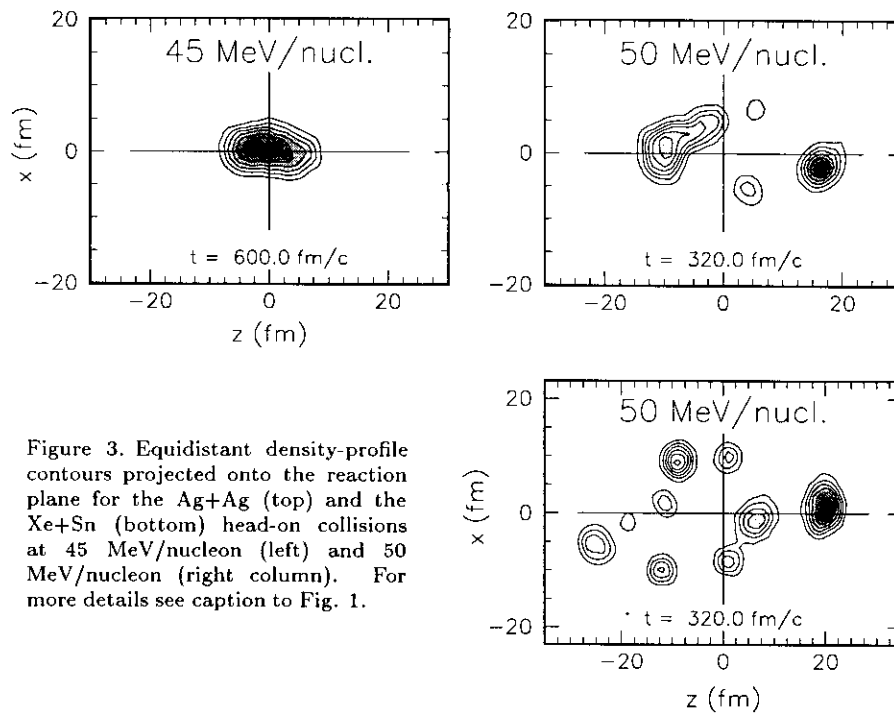 20
0
−20
x (fm)
45 MeV/nucl.
t = 600.0 fm/c
−20
0
20
z (fm)
20
0
−20
50 MeV/nucl.
t = 320.0 fm/c
−20
0
20
Figure 3. Equidistant density-profile
contours projected onto the reaction
plane for the Ag+Ag (top) and the
Xe+Sn (bottom) head-on collisions
at 45 MeV/nucleon (left) and 50
MeV/nucleon (right column). For
more details see caption to Fig. 1.
20
0
−20
x (fm)
50 MeV/nucl.
t = 320.0 fm/c
−20
0
20
z (fm)